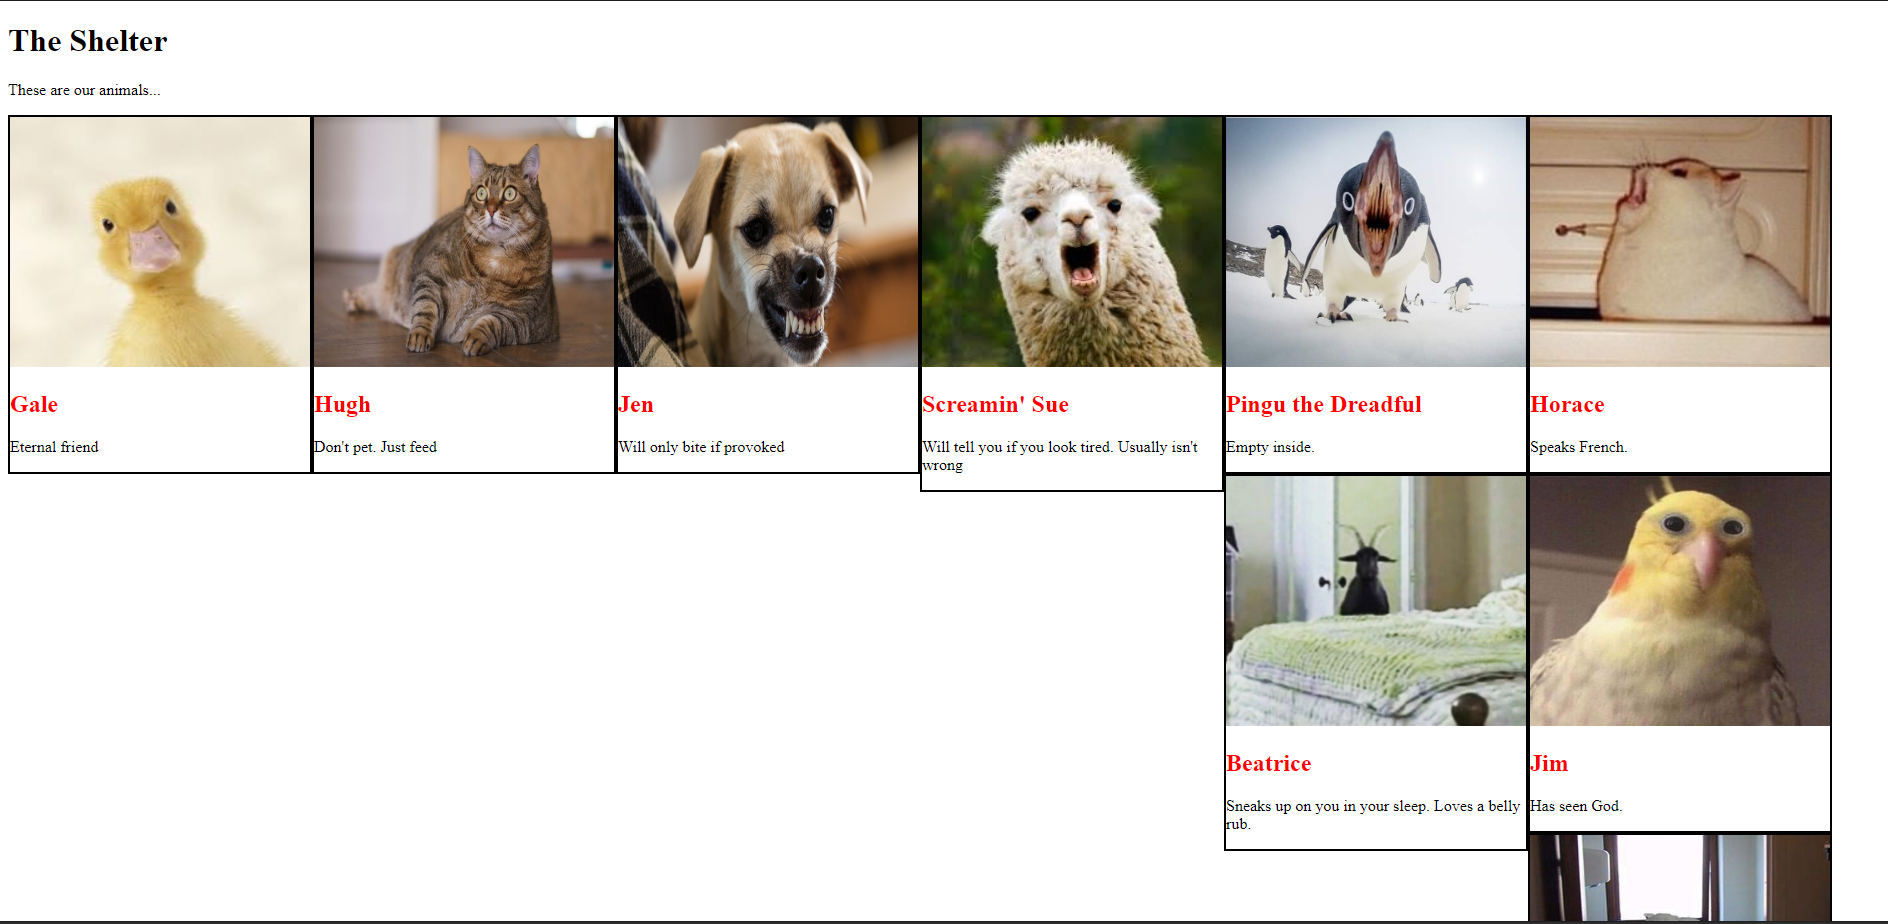 The Shelter
These are our animals...
Gale
Eternal friend
Hugh
Don't pet. Just feed
Jen
Will only bite if provoked
Screamin' Sue
Will tell you if you look tired. Usually isn't
wrong
Pingu the Dreadful
Empty inside.
Horace
Speaks French.
Beatrice
Sneaks up on you in your sleep. Loves a belly
rub.
Jim
Has seen God.